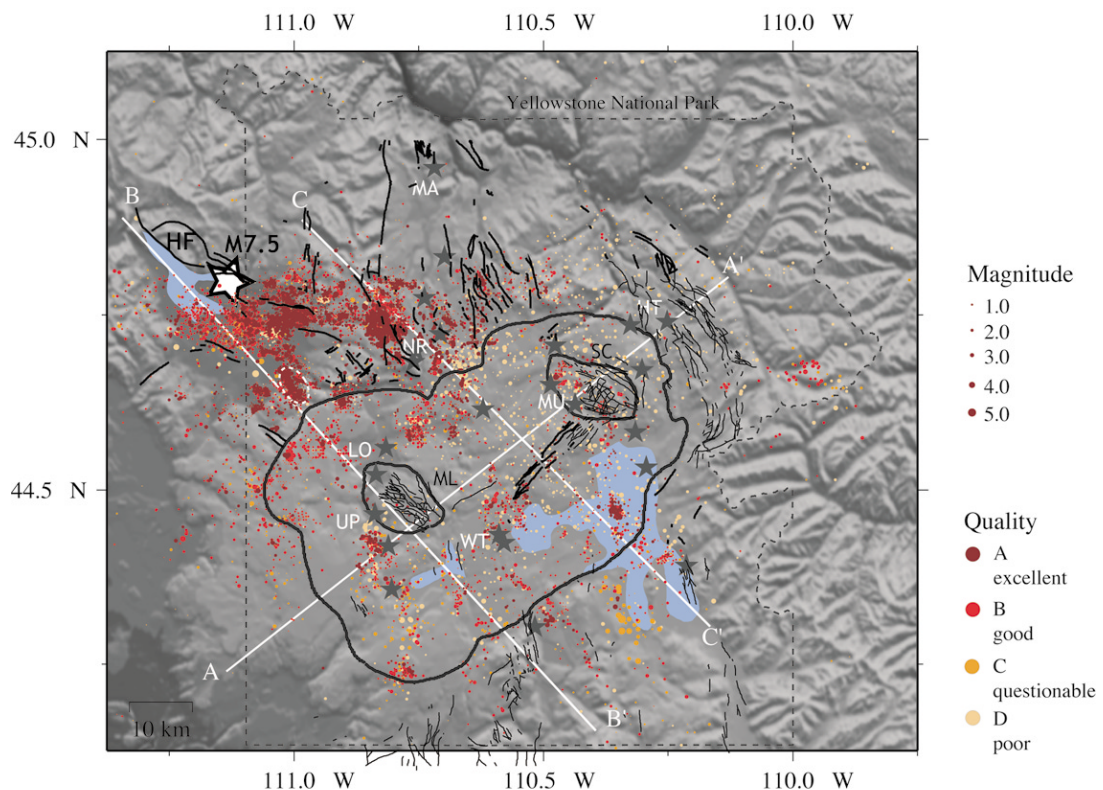 111.0 W 110.5 W 110.0 W
Yellowstone National Park
45.0 N
MA
B
C
HF
M7.5
A'
NT
NR
SC
MU
LO
ML
44.5 N
UP
WT
A
C'
B'
10 km
111.0 W 110.5 W 110.0 W
Magnitude
1.0
2.0
3.0
4.0
5.0
Quality
A
excellent
B
good
C
questionable
D
poor